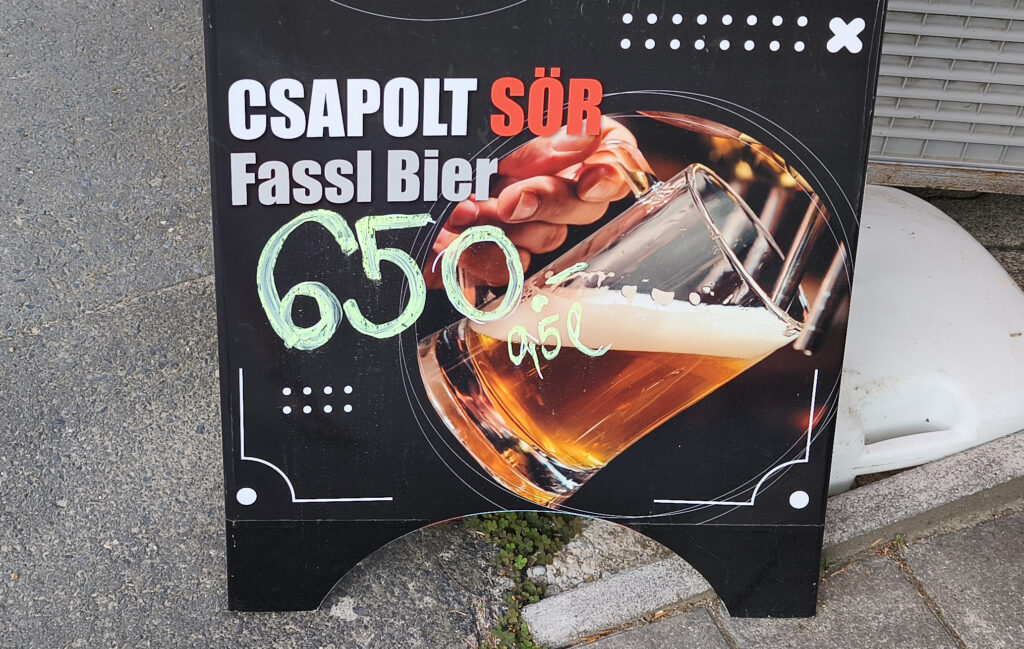 CSAPOLT SÖR
Fassl Bier
650.-
0,5l